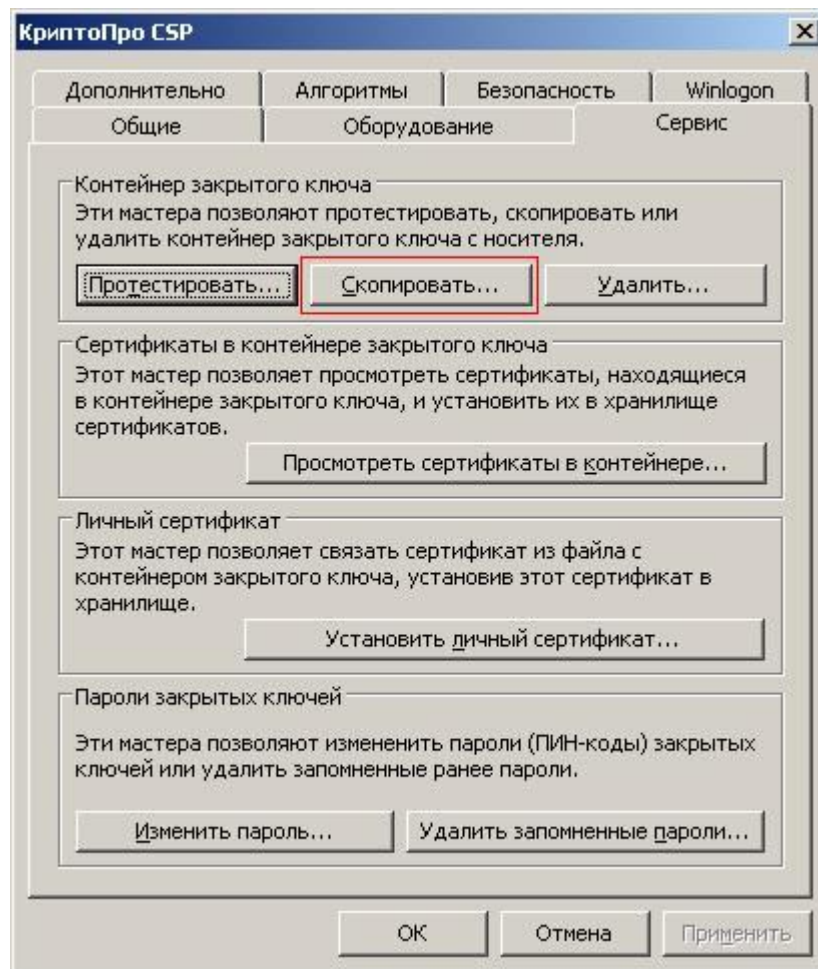 КриптоПро CSP
Дополнительно Алгоритмы Безопасность Winlogon
Общие Оборудование Сервис
Контейнер закрытого ключа
Эти мастера позволяют протестировать, скопировать или
удалить контейнер закрытого ключа с носителя.
Протестировать... Скопировать... Удалить...
Сертификаты в контейнере закрытого ключа
Этот мастер позволяет просмотреть сертификаты, находящиеся
в контейнере закрытого ключа, и установить их в хранилище
сертификатов.
Просмотреть сертификаты в контейнере...
Личный сертификат
Этот мастер позволяет связать сертификат из файла с
контейнером закрытого ключа, установив этот сертификат в
хранилище.
Установить личный сертификат...
Пароли закрытых ключей
Эти мастера позволяют измененить пароли (ПИН-коды) закрытых
ключей или удалить запомненные ранее пароли.
Изменить пароль... Удалить запомненные пароли...
ОК Отмена Применить